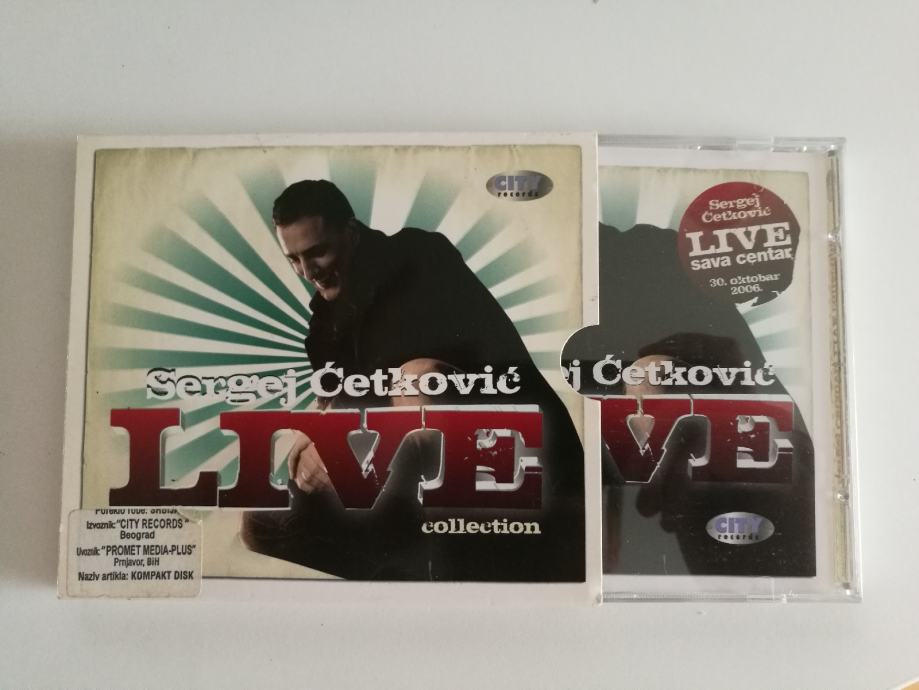 CITY
records
Sergej Ćetković
LIVE
collection
Poreklo robe: SRBIJA
Izvoznik: "CITY RECORDS"
Beograd
Uvoznik: "PROMET MEDIA-PLUS"
Prnjavor, BiH
Naziv artikla: KOMPAKT DISK
Sergej
Ćetković
LIVE
sava centar
30. oktobar
2006.
ej Ćetković
VE
CITY
records